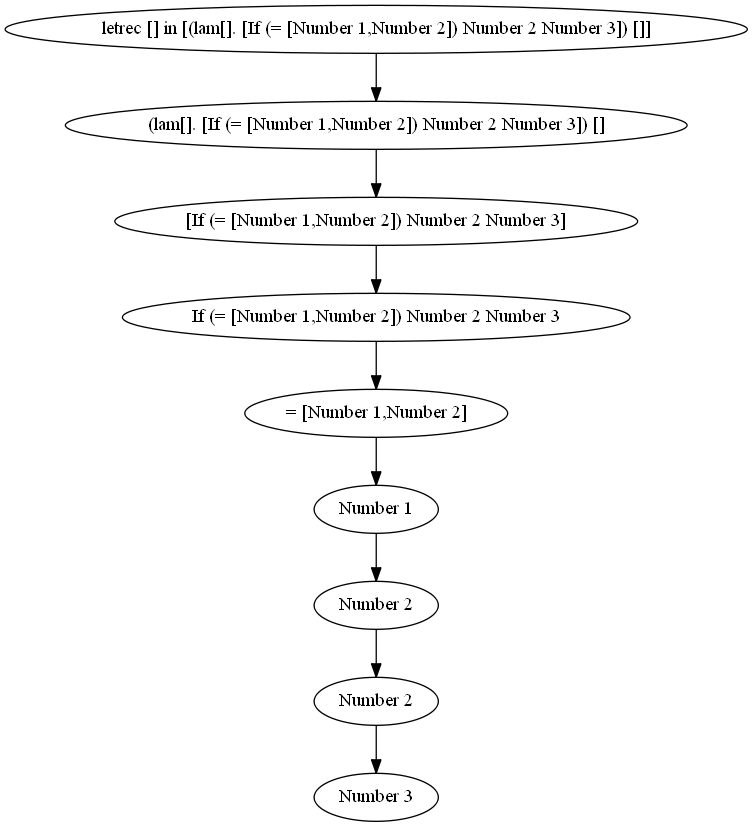 letrec [] in [(lam[]. [If (= [Number 1,Number 2]) Number 2 Number 3]) []]
(lam[]. [If (= [Number 1,Number 2]) Number 2 Number 3]) []
[If (= [Number 1,Number 2]) Number 2 Number 3]
If (= [Number 1,Number 2]) Number 2 Number 3
= [Number 1,Number 2]
Number 1
Number 2
Number 2
Number 3